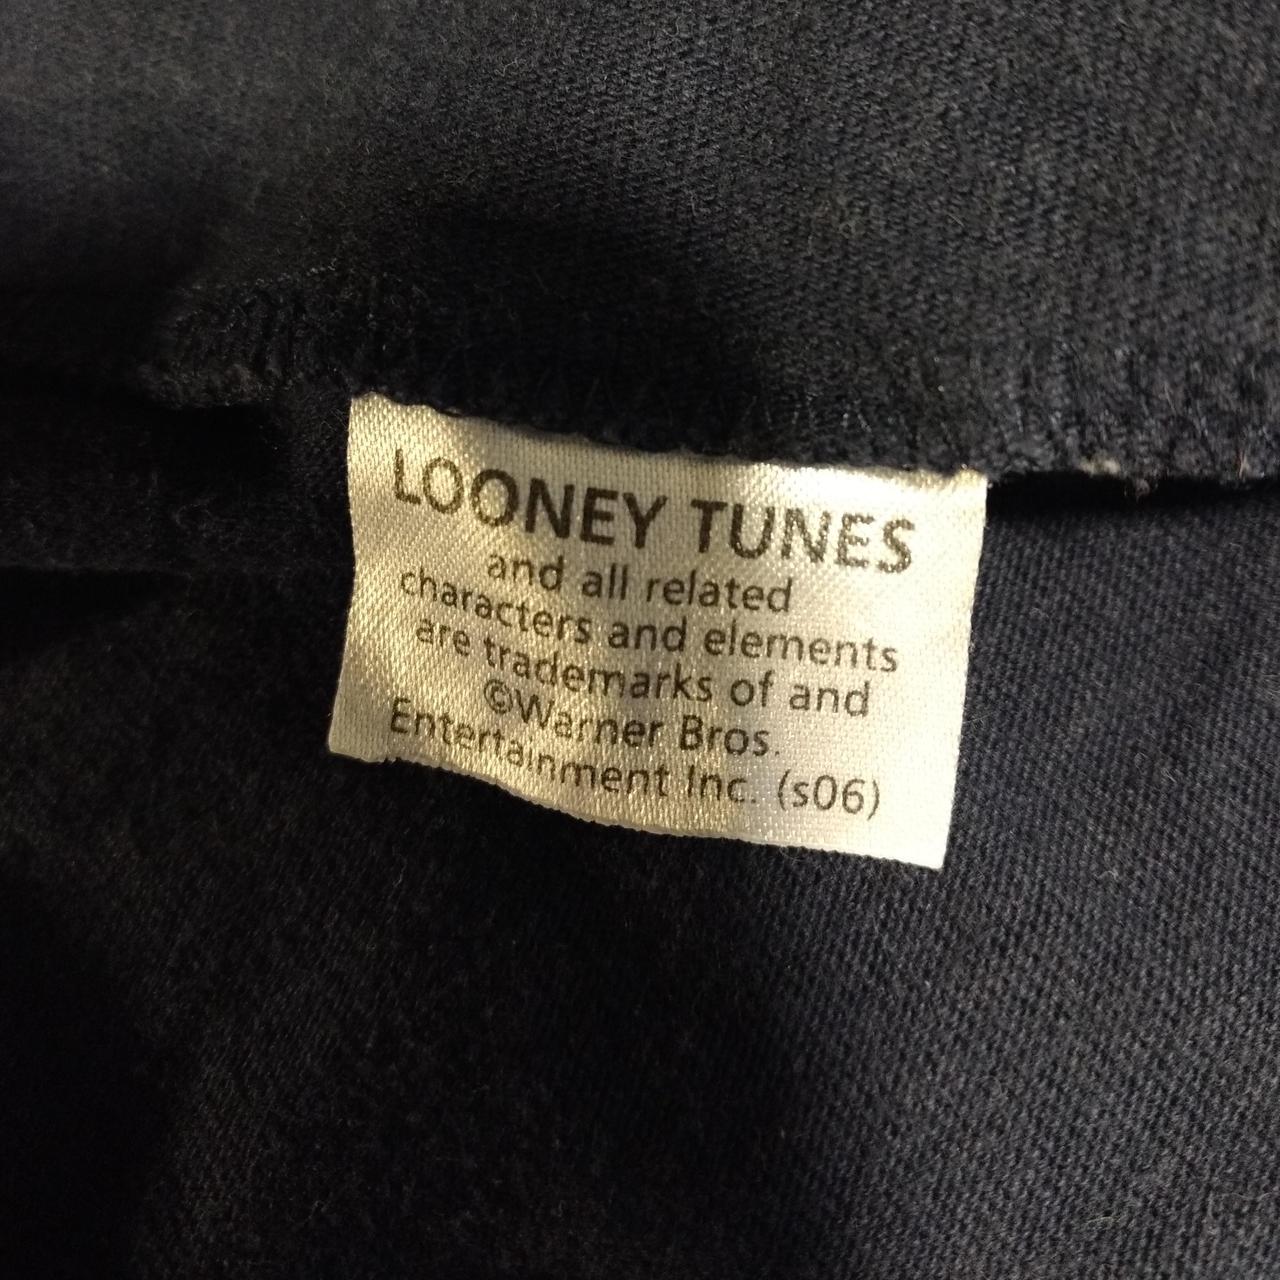 LOONEY TUNES
and all related
characters and elements
are trademarks of and
©Warner Bros.
Entertainment Inc. (s06)